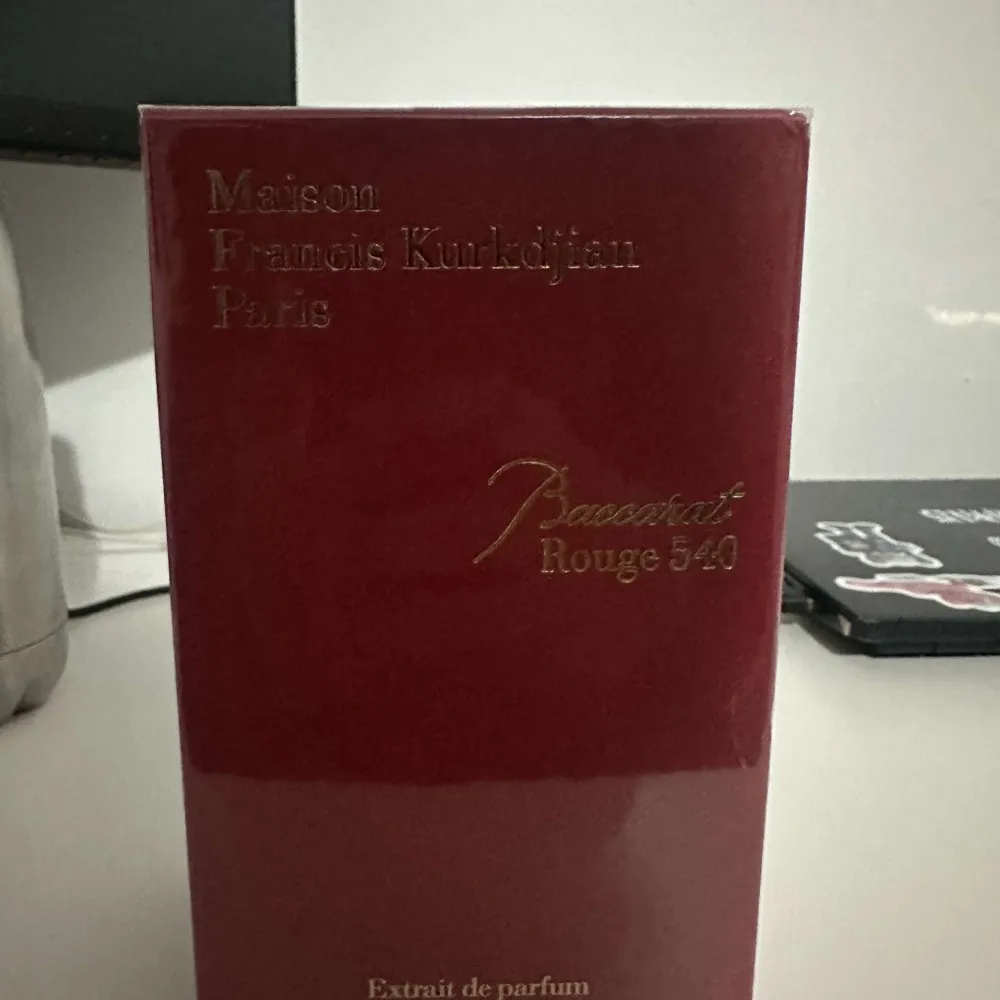 Maison
Francis Kurkdjian
Paris
Baccarat
Rouge 540
Extrait de parfum